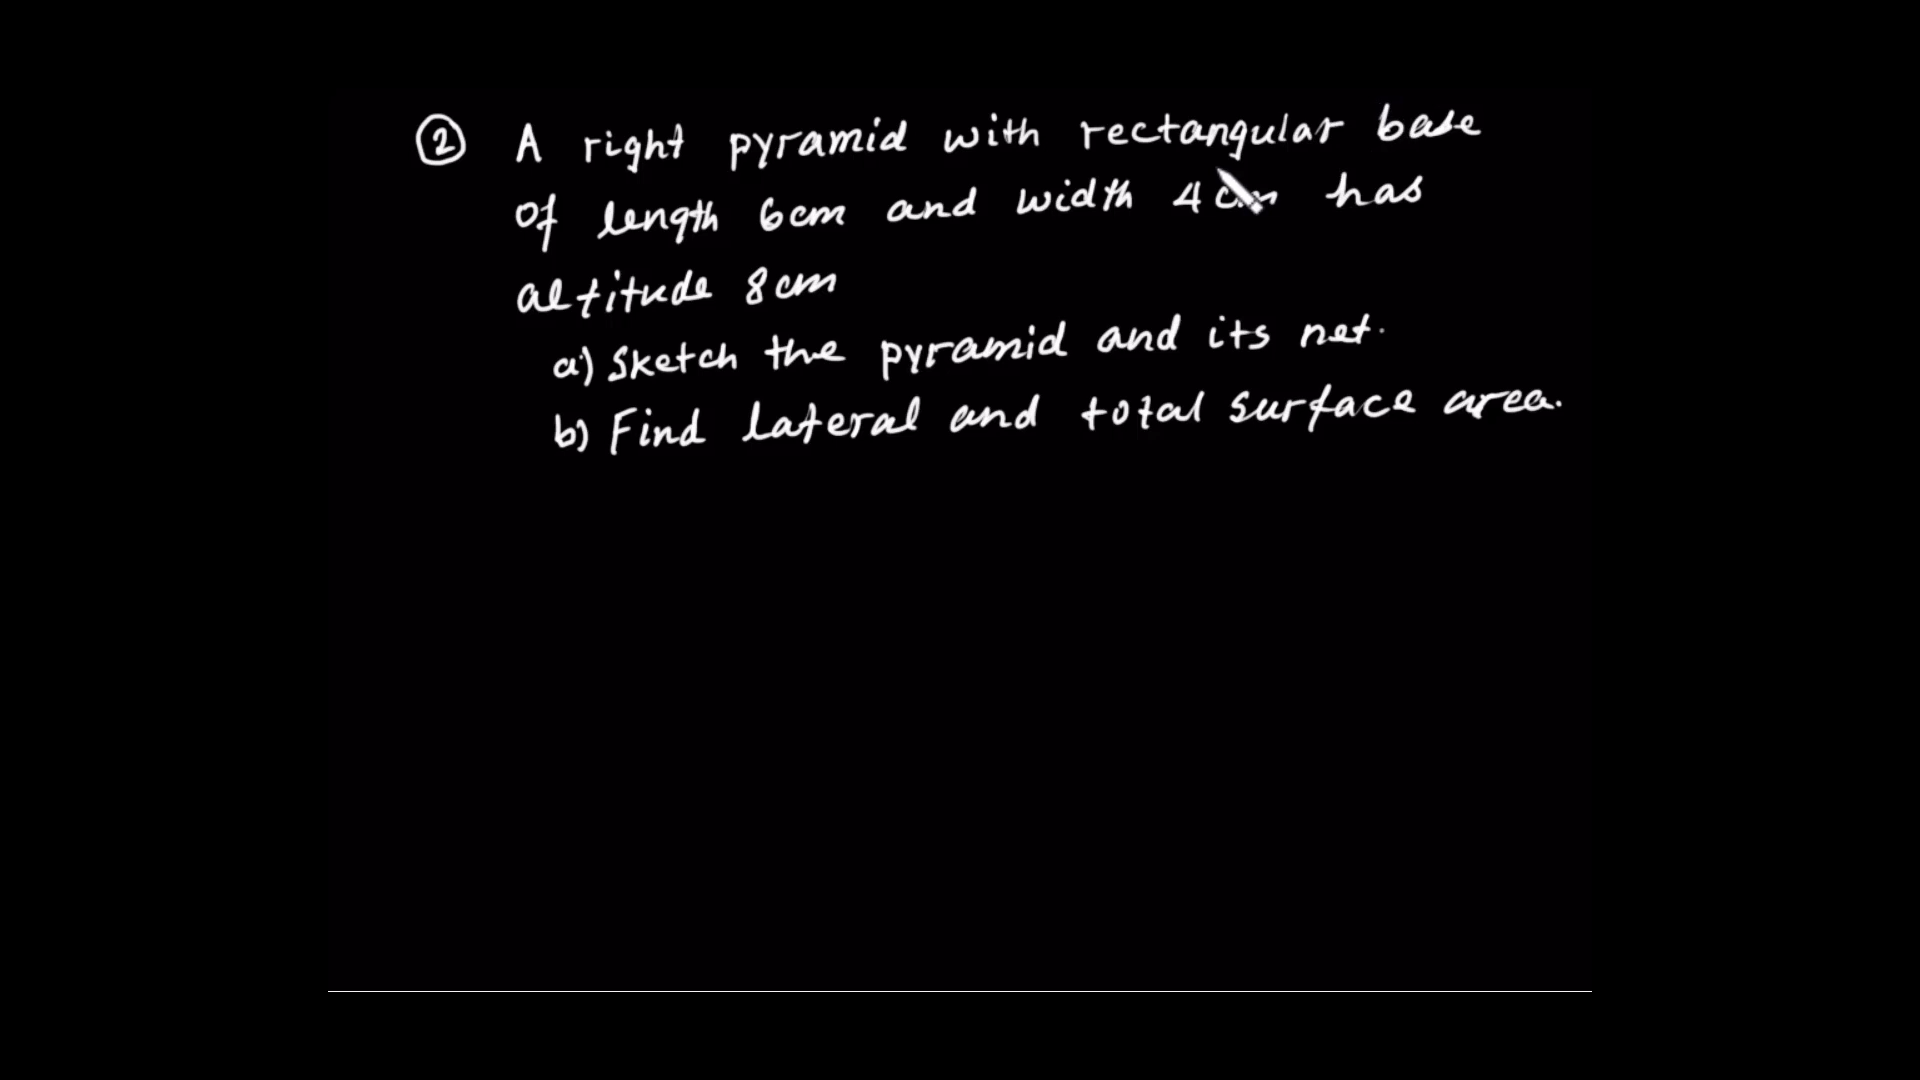 ② A right pyramid with rectangular base
of length 6cm and width 4cm has
altitude 8cm
a) Sketch the pyramid and its net.
b) Find lateral and total surface area.